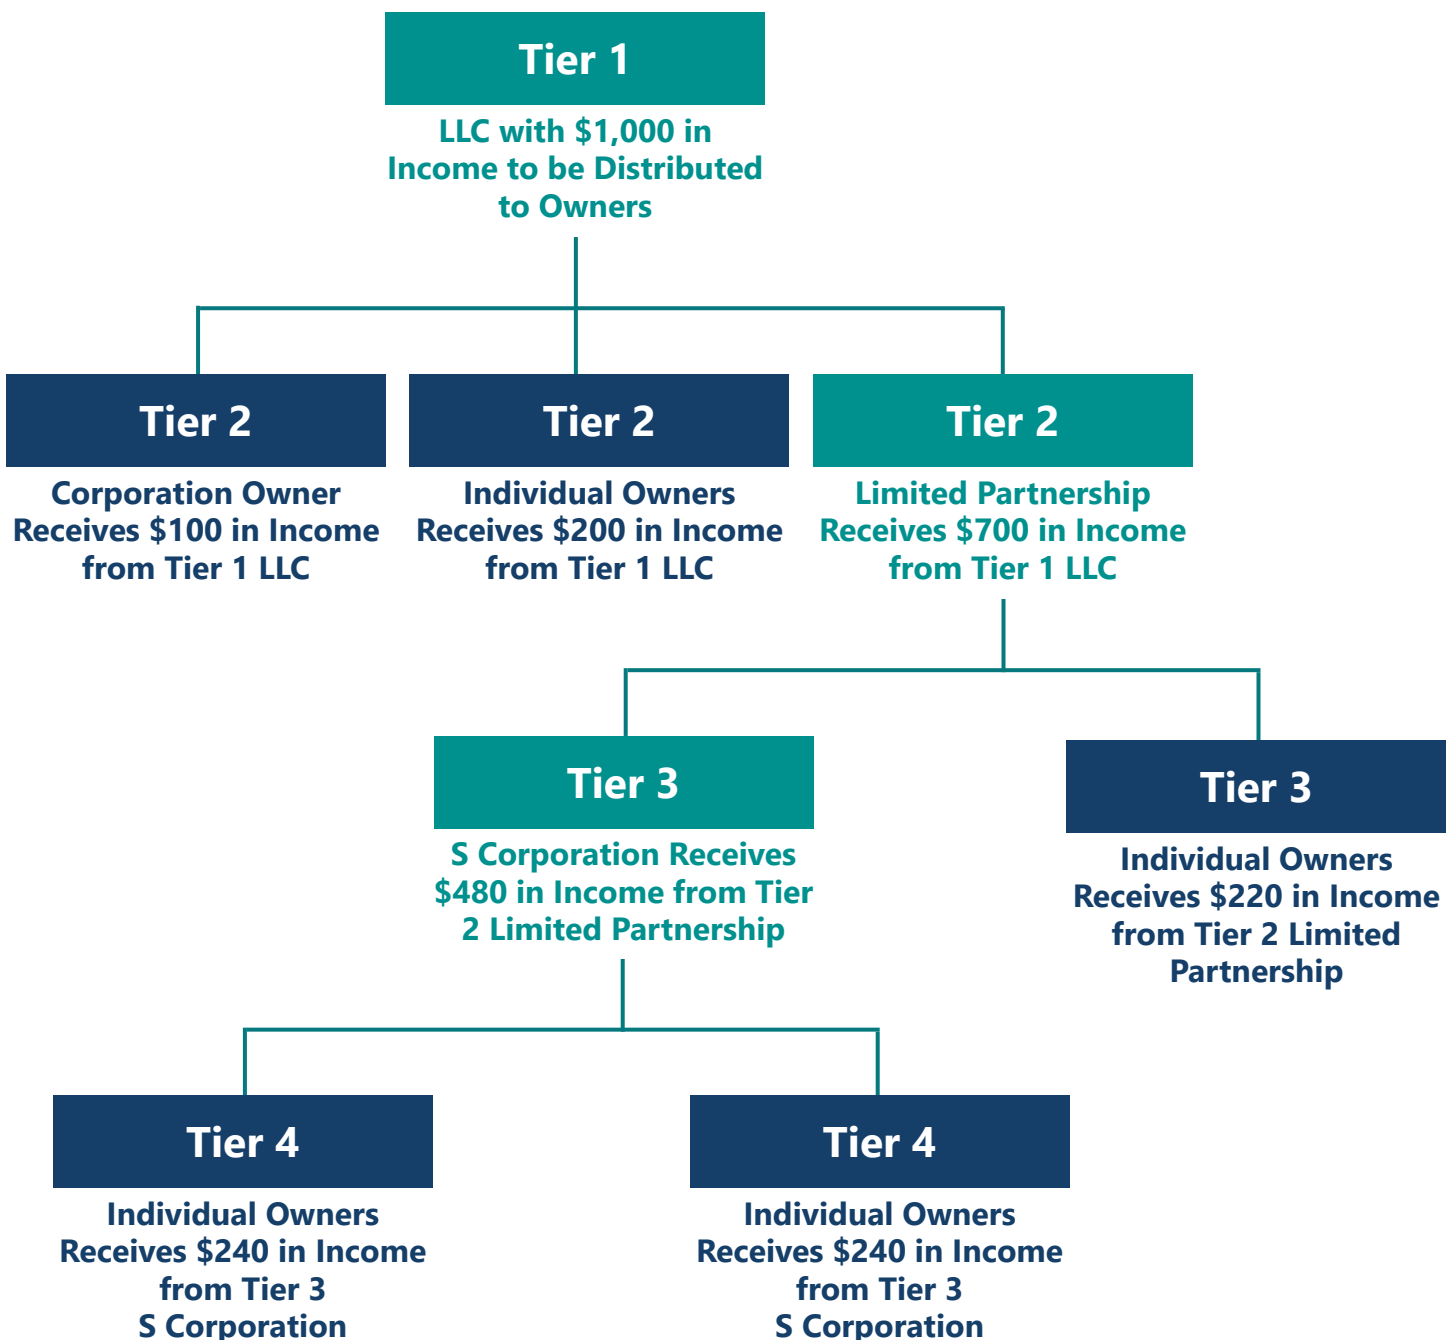 Tier 1
LLC with $1,000 in
Income to be Distributed
to Owners
Tier 2
Corporation Owner
Receives $100 in Income
from Tier 1 LLC
Tier 2
Individual Owners
Receives $200 in Income
from Tier 1 LLC
Tier 2
Limited Partnership
Receives $700 in Income
from Tier 1 LLC
Tier 3
S Corporation Receives
$480 in Income from Tier
2 Limited Partnership
Tier 3
Individual Owners
Receives $220 in Income
from Tier 2 Limited
Partnership
Tier 4
Individual Owners
Receives $240 in Income
from Tier 3
S Corporation
Tier 4
Individual Owners
Receives $240 in Income
from Tier 3
S Corporation